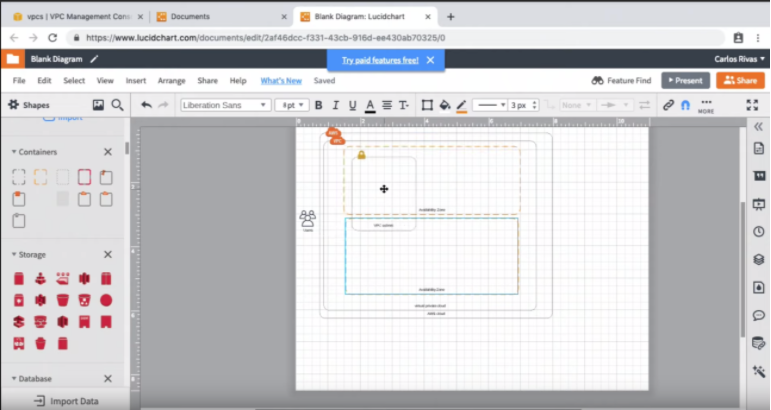 vpcs | VPC Management Cons
Documents
Blank Diagram: Lucidchart
https://www.lucidchart.com/documents/edit/2af46dcc-f331-43cb-916d-ee430ab70325/0
Blank Diagram
Try paid features free!
Carlos Rivas
File Edit Select View Insert Arrange Share Help What's New Saved
Feature Find
Present
Share
Shapes
Liberation Sans
pt
B I U A
T
3 px
None
MORE
Import
Containers
Storage
Database
Import Data
AWS
VPC
Availability Zone
Users
VPC subnet
Availability Zone
virtual private cloud
AWS cloud